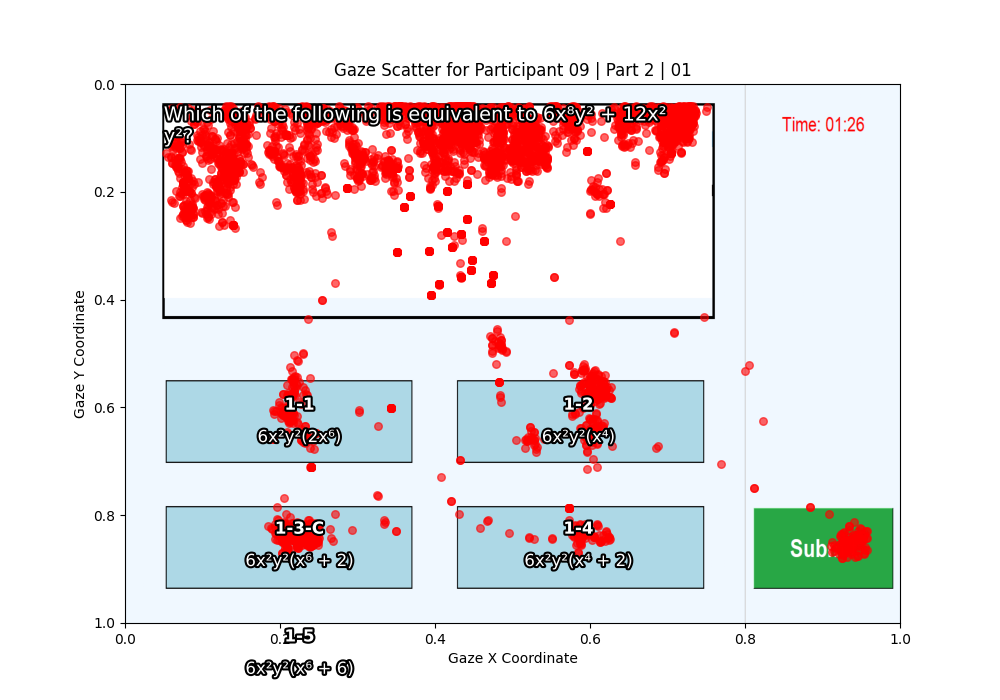 Gaze Scatter for Participant 09 | Part 2 | 01
Which of the following is equivalent to 6x⁸y² + 12x²
y²?
Time: 01:26
Gaze Y Coordinate
0.0
0.2
0.4
0.6
0.8
1.0
1-1
6x²y²(2x⁶)
1-2
6x²y²(x⁴)
1-3-C
6x²y²(x⁶ + 2)
1-4
6x²y²(x⁴ + 2)
0.0
0.4
0.6
0.8
1.0
1-5
6x²y²(x⁶ + 6)
Gaze X Coordinate